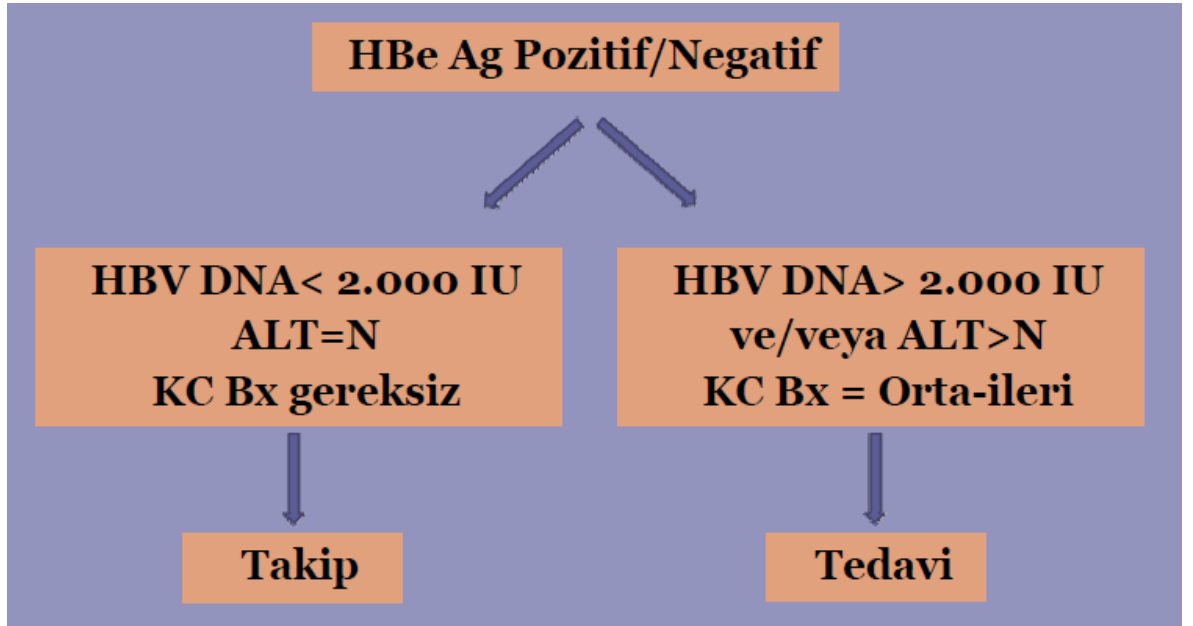 HBe Ag Pozitif/Negatif
HBV DNA< 2.000 IU
ALT=N
KC Bx gereksiz
HBV DNA> 2.000 IU
ve/veya ALT>N
KC Bx = Orta-ileri
Takip
Tedavi